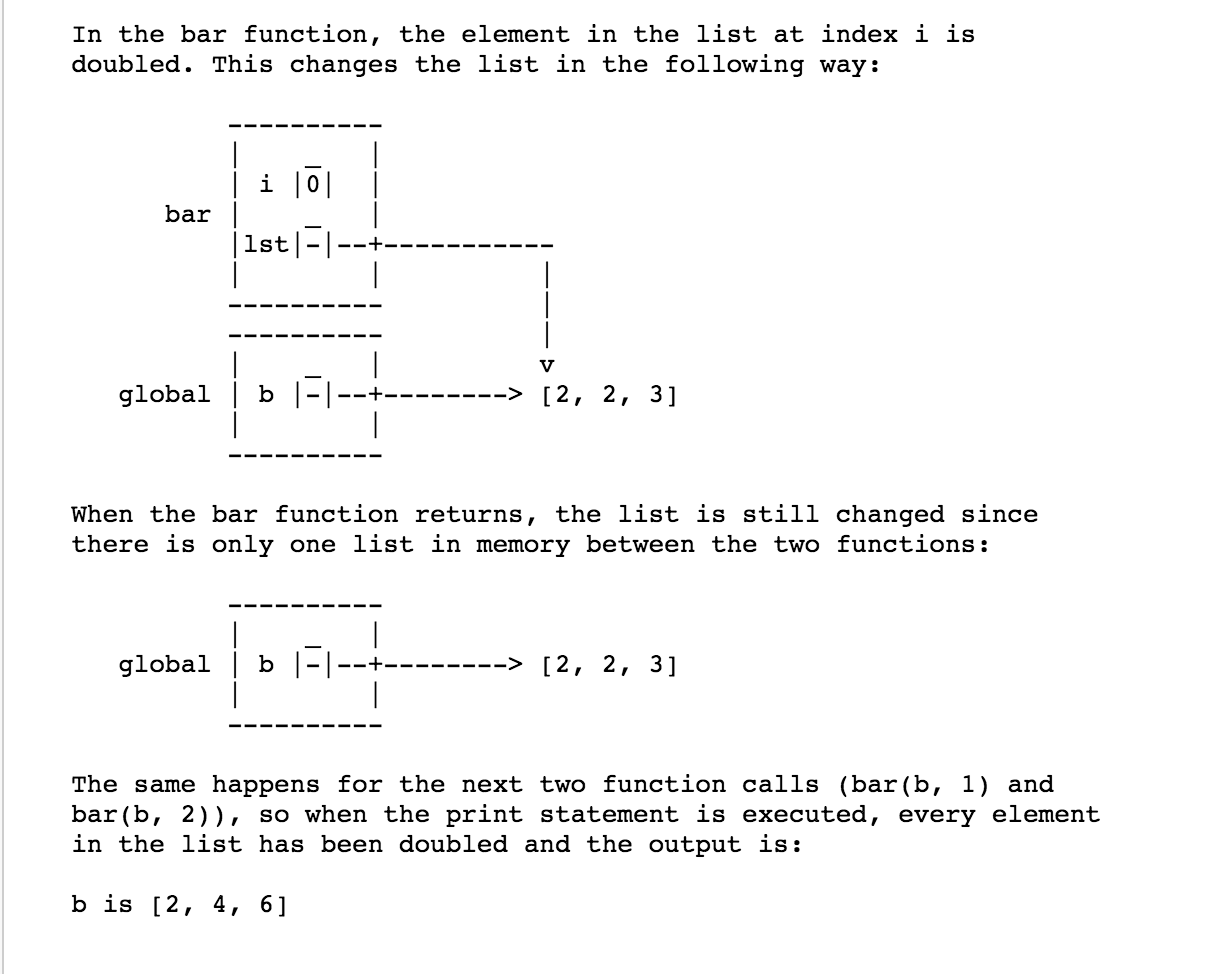 In the bar function, the element in the list at index i is
doubled. This changes the list in the following way:
----------
|        |
|    _   |
| i |0|  |
bar |        |
|    _   |
|lst|-|--+-----------
|        |          |
----------          |
----------          |
|    _   |          v
global | b |-|--+--------> [2, 2, 3]
|        |
----------
When the bar function returns, the list is still changed since
there is only one list in memory between the two functions:
----------
|    _   |
global | b |-|--+--------> [2, 2, 3]
|        |
----------
The same happens for the next two function calls (bar(b, 1) and
bar(b, 2)), so when the print statement is executed, every element
in the list has been doubled and the output is:
b is [2, 4, 6]